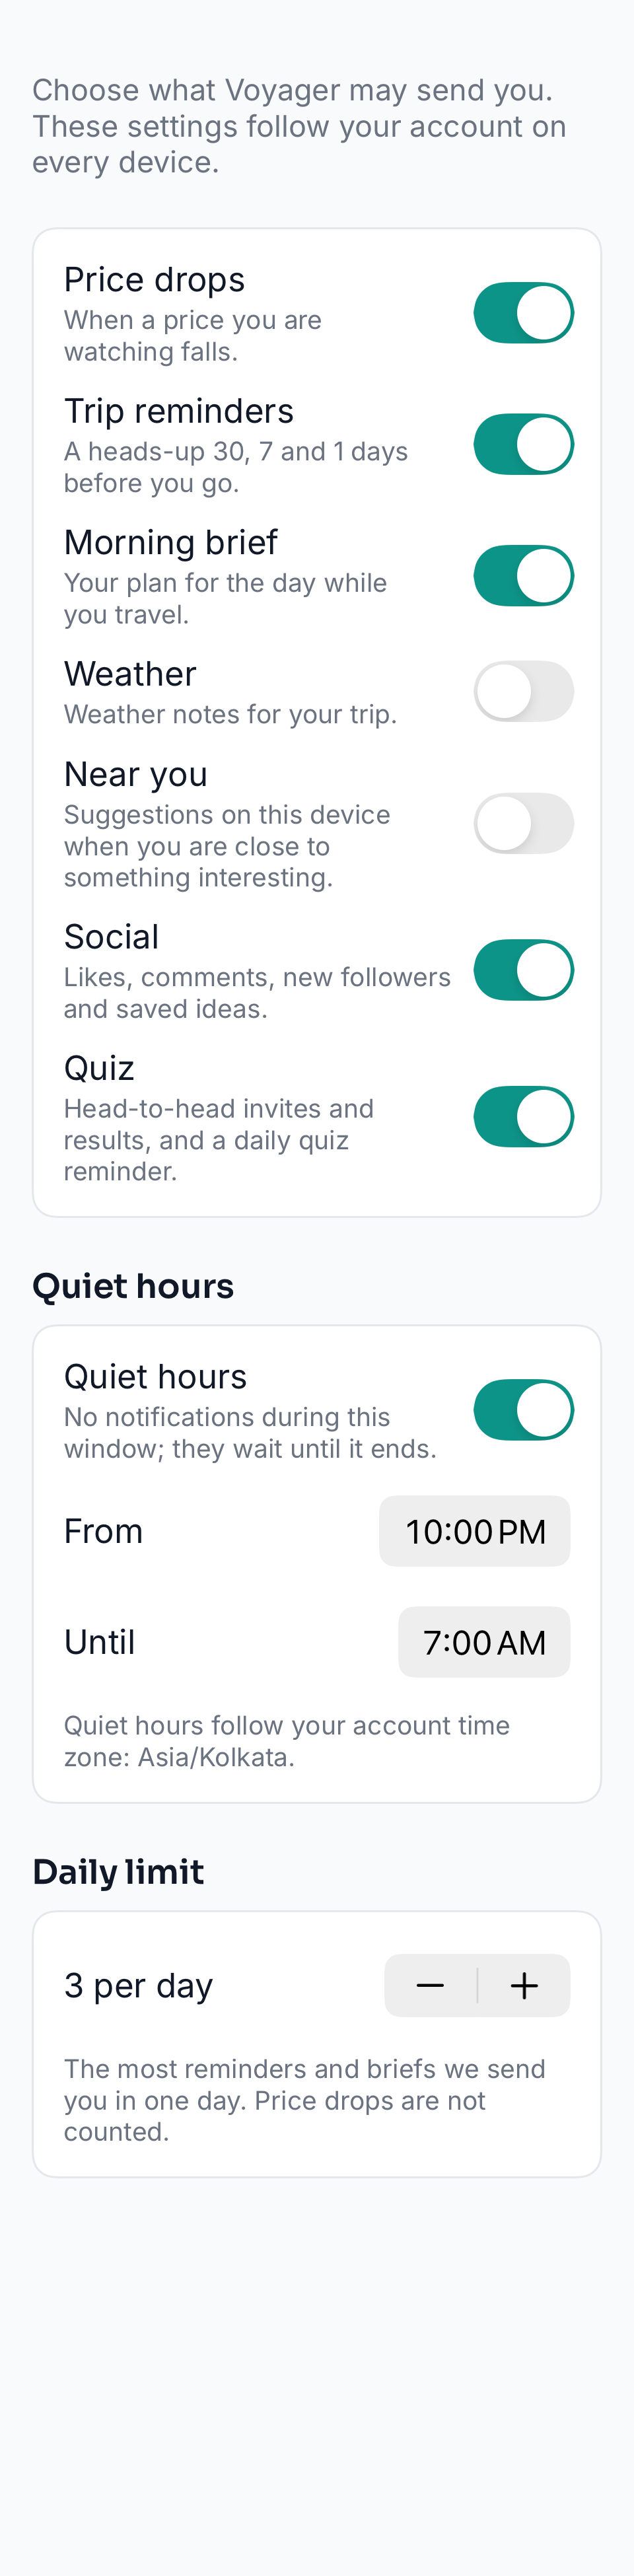 Choose what Voyager may send you.
These settings follow your account on
every device.
Price drops
When a price you are
watching falls.
Trip reminders
A heads-up 30, 7 and 1 days
before you go.
Morning brief
Your plan for the day while
you travel.
Weather
Weather notes for your trip.
Near you
Suggestions on this device
when you are close to
something interesting.
Social
Likes, comments, new followers
and saved ideas.
Quiz
Head-to-head invites and
results, and a daily quiz
reminder.
Quiet hours
Quiet hours
No notifications during this
window; they wait until it ends.
From
10:00 PM
Until
7:00 AM
Quiet hours follow your account time
zone: Asia/Kolkata.
Daily limit
3 per day
The most reminders and briefs we send
you in one day. Price drops are not
counted.